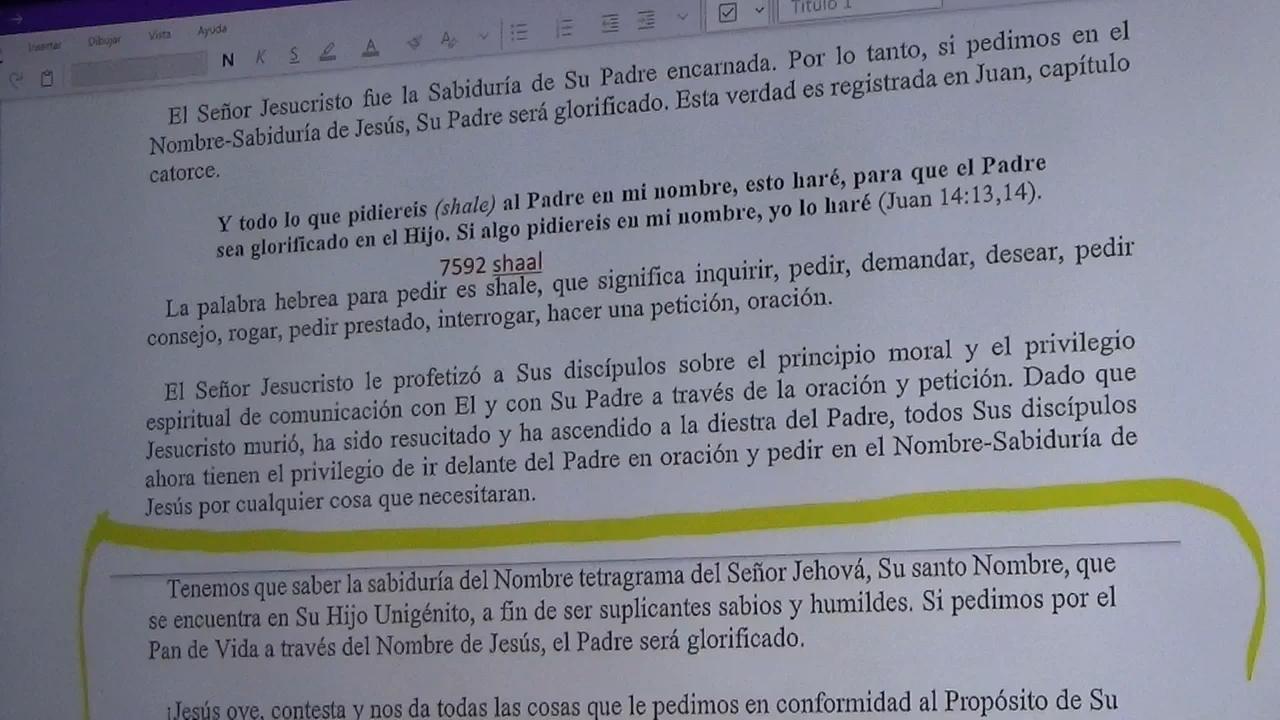 Insertar Dibujar Vista Ayuda
N K S A A Título 1
El Señor Jesucristo fue la Sabiduría de Su Padre encarnada. Por lo tanto, si pedimos en el
Nombre-Sabiduría de Jesús, Su Padre será glorificado. Esta verdad es registrada en Juan, capítulo
catorce.
Y todo lo que pidiereis (shale) al Padre en mi nombre, esto haré, para que el Padre
sea glorificado en el Hijo. Si algo pidiereis en mi nombre, yo lo haré (Juan 14:13,14).
7592 shaal
La palabra hebrea para pedir es shale, que significa inquirir, pedir, demandar, desear, pedir
consejo, rogar, pedir prestado, interrogar, hacer una petición, oración.
El Señor Jesucristo le profetizó a Sus discípulos sobre el principio moral y el privilegio
espiritual de comunicación con El y con Su Padre a través de la oración y petición. Dado que
Jesucristo murió, ha sido resucitado y ha ascendido a la diestra del Padre, todos Sus discípulos
ahora tienen el privilegio de ir delante del Padre en oración y pedir en el Nombre-Sabiduría de
Jesús por cualquier cosa que necesitaran.
Tenemos que saber la sabiduría del Nombre tetragrama del Señor Jehová, Su santo Nombre, que
se encuentra en Su Hijo Unigénito, a fin de ser suplicantes sabios y humildes. Si pedimos por el
Pan de Vida a través del Nombre de Jesús, el Padre será glorificado.
¡Jesús oye, contesta y nos da todas las cosas que le pedimos en conformidad al Propósito de Su